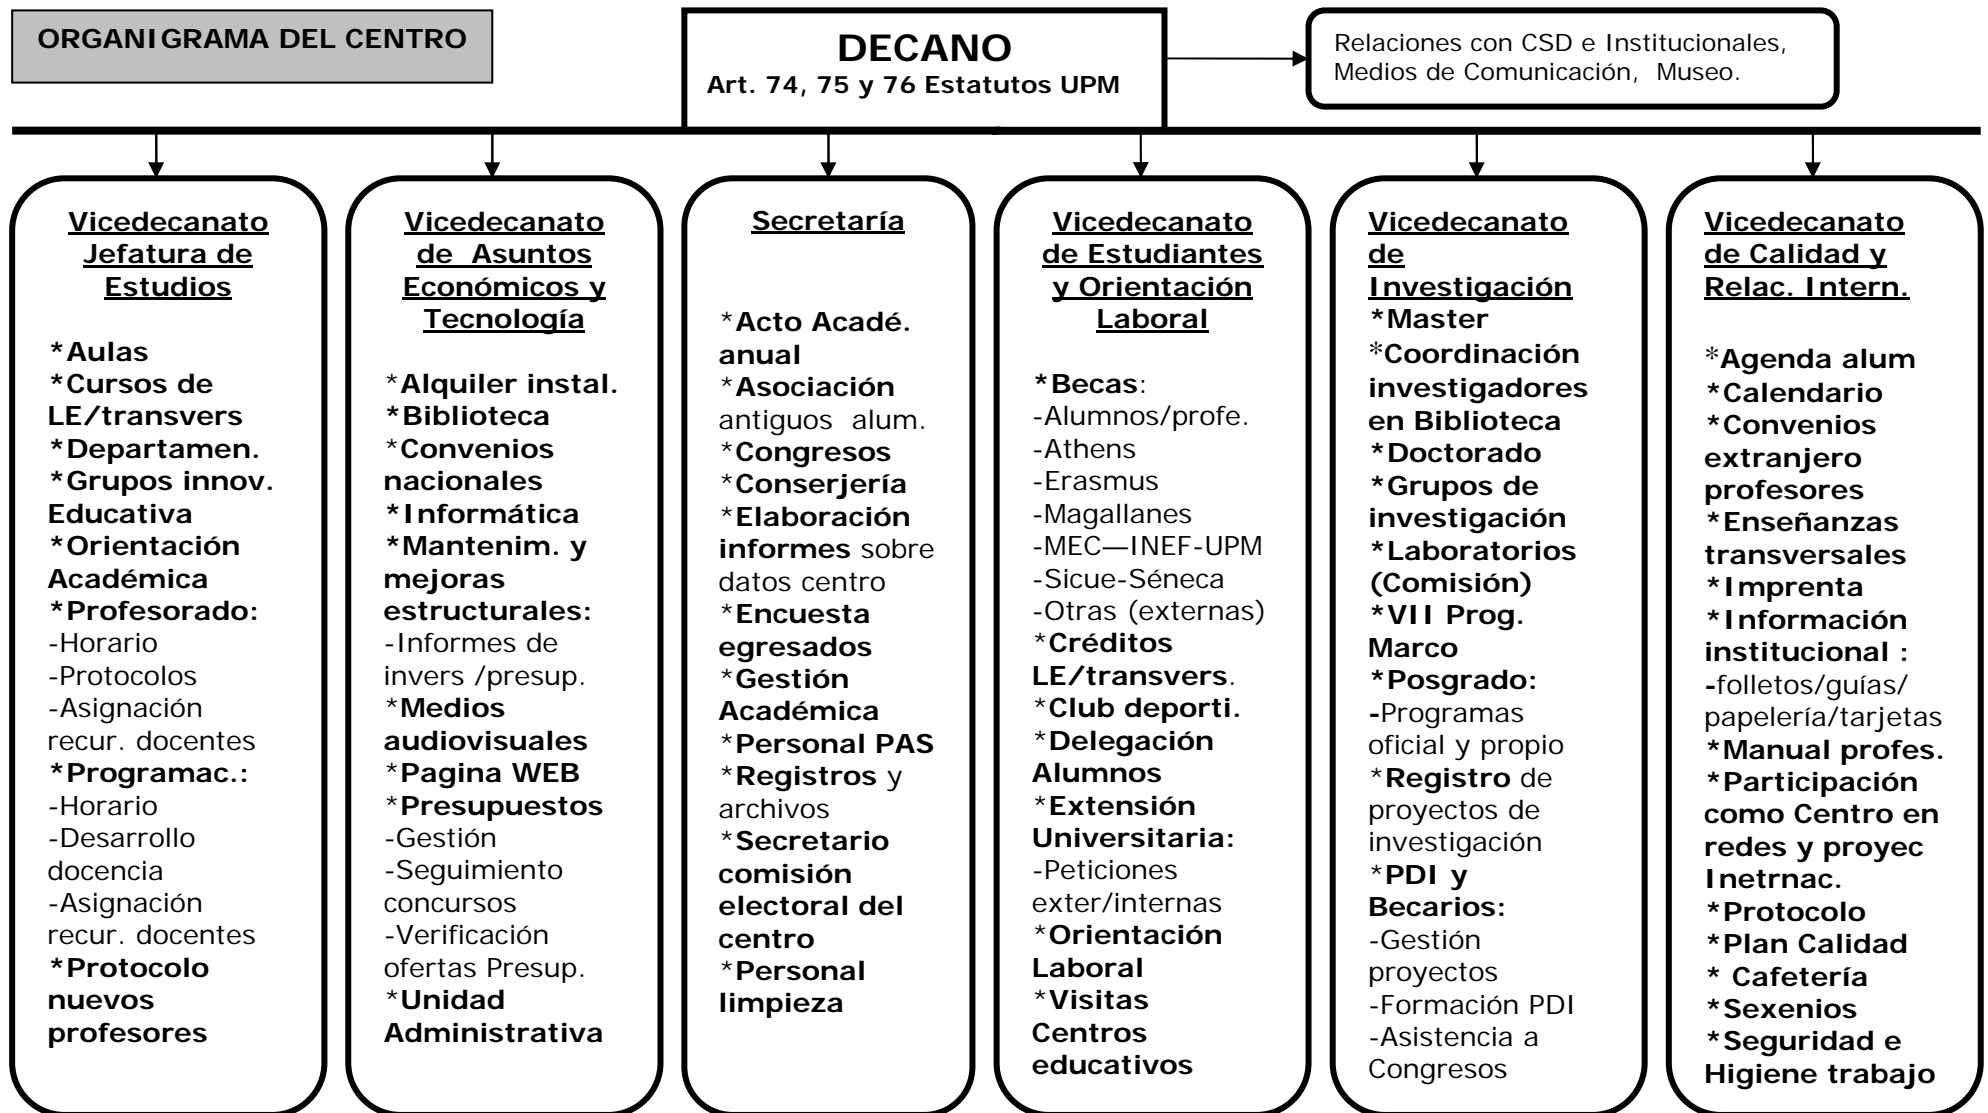 ORGANIGRAMA DEL CENTRO
DECANO
Art. 74, 75 y 76 Estatutos UPM
Relaciones con CSD e Institucionales,
Medios de Comunicación, Museo.
Vicedecanato
Jefatura de
Estudios
*Aulas
*Cursos de
LE/transvers
*Departamen.
*Grupos innov.
Educativa
*Orientación
Académica
*Profesorado:
-Horario
-Protocolos
-Asignación
recur. docentes
*Programac.:
-Horario
-Desarrollo
docencia
-Asignación
recur. docentes
*Protocolo
nuevos
profesores
Vicedecanato
de Asuntos
Económicos y
Tecnología
*Alquiler instal.
*Biblioteca
*Convenios
nacionales
*Informática
*Mantenim. y
mejoras
estructurales:
-Informes de
invers /presup.
*Medios
audiovisuales
*Pagina WEB
*Presupuestos
-Gestión
-Seguimiento
concursos
-Verificación
ofertas Presup.
*Unidad
Administrativa
Secretaría
*Acto Acadé.
anual
*Asociación
antiguos alum.
*Congresos
*Conserjería
*Elaboración
informes sobre
datos centro
*Encuesta
egresados
*Gestión
Académica
*Personal PAS
*Registros y
archivos
*Secretario
comisión
electoral del
centro
*Personal
limpieza
Vicedecanato
de Estudiantes
y Orientación
Laboral
*Becas:
-Alumnos/profe.
-Athens
-Erasmus
-Magallanes
-MEC—INEF-UPM
-Sicue-Séneca
-Otras (externas)
*Créditos
LE/transvers.
*Club deporti.
*Delegación
Alumnos
*Extensión
Universitaria:
-Peticiones
exter/internas
*Orientación
Laboral
*Visitas
Centros
educativos
Vicedecanato
de
Investigación
*Master
*Coordinación
investigadores
en Biblioteca
*Doctorado
*Grupos de
investigación
*Laboratorios
(Comisión)
*VII Prog.
Marco
*Posgrado:
-Programas
oficial y propio
*Registro de
proyectos de
investigación
*PDI y
Becarios:
-Gestión
proyectos
-Formación PDI
-Asistencia a
Congresos
Vicedecanato
de Calidad y
Relac. Intern.
*Agenda alum
*Calendario
*Convenios
extranjero
profesores
*Enseñanzas
transversales
*Imprenta
*Información
institucional :
-folletos/guías/
papelería/tarjetas
*Manual profes.
*Participación
como Centro en
redes y proyec
Inetrnac.
*Protocolo
*Plan Calidad
* Cafetería
*Sexenios
*Seguridad e
Higiene trabajo